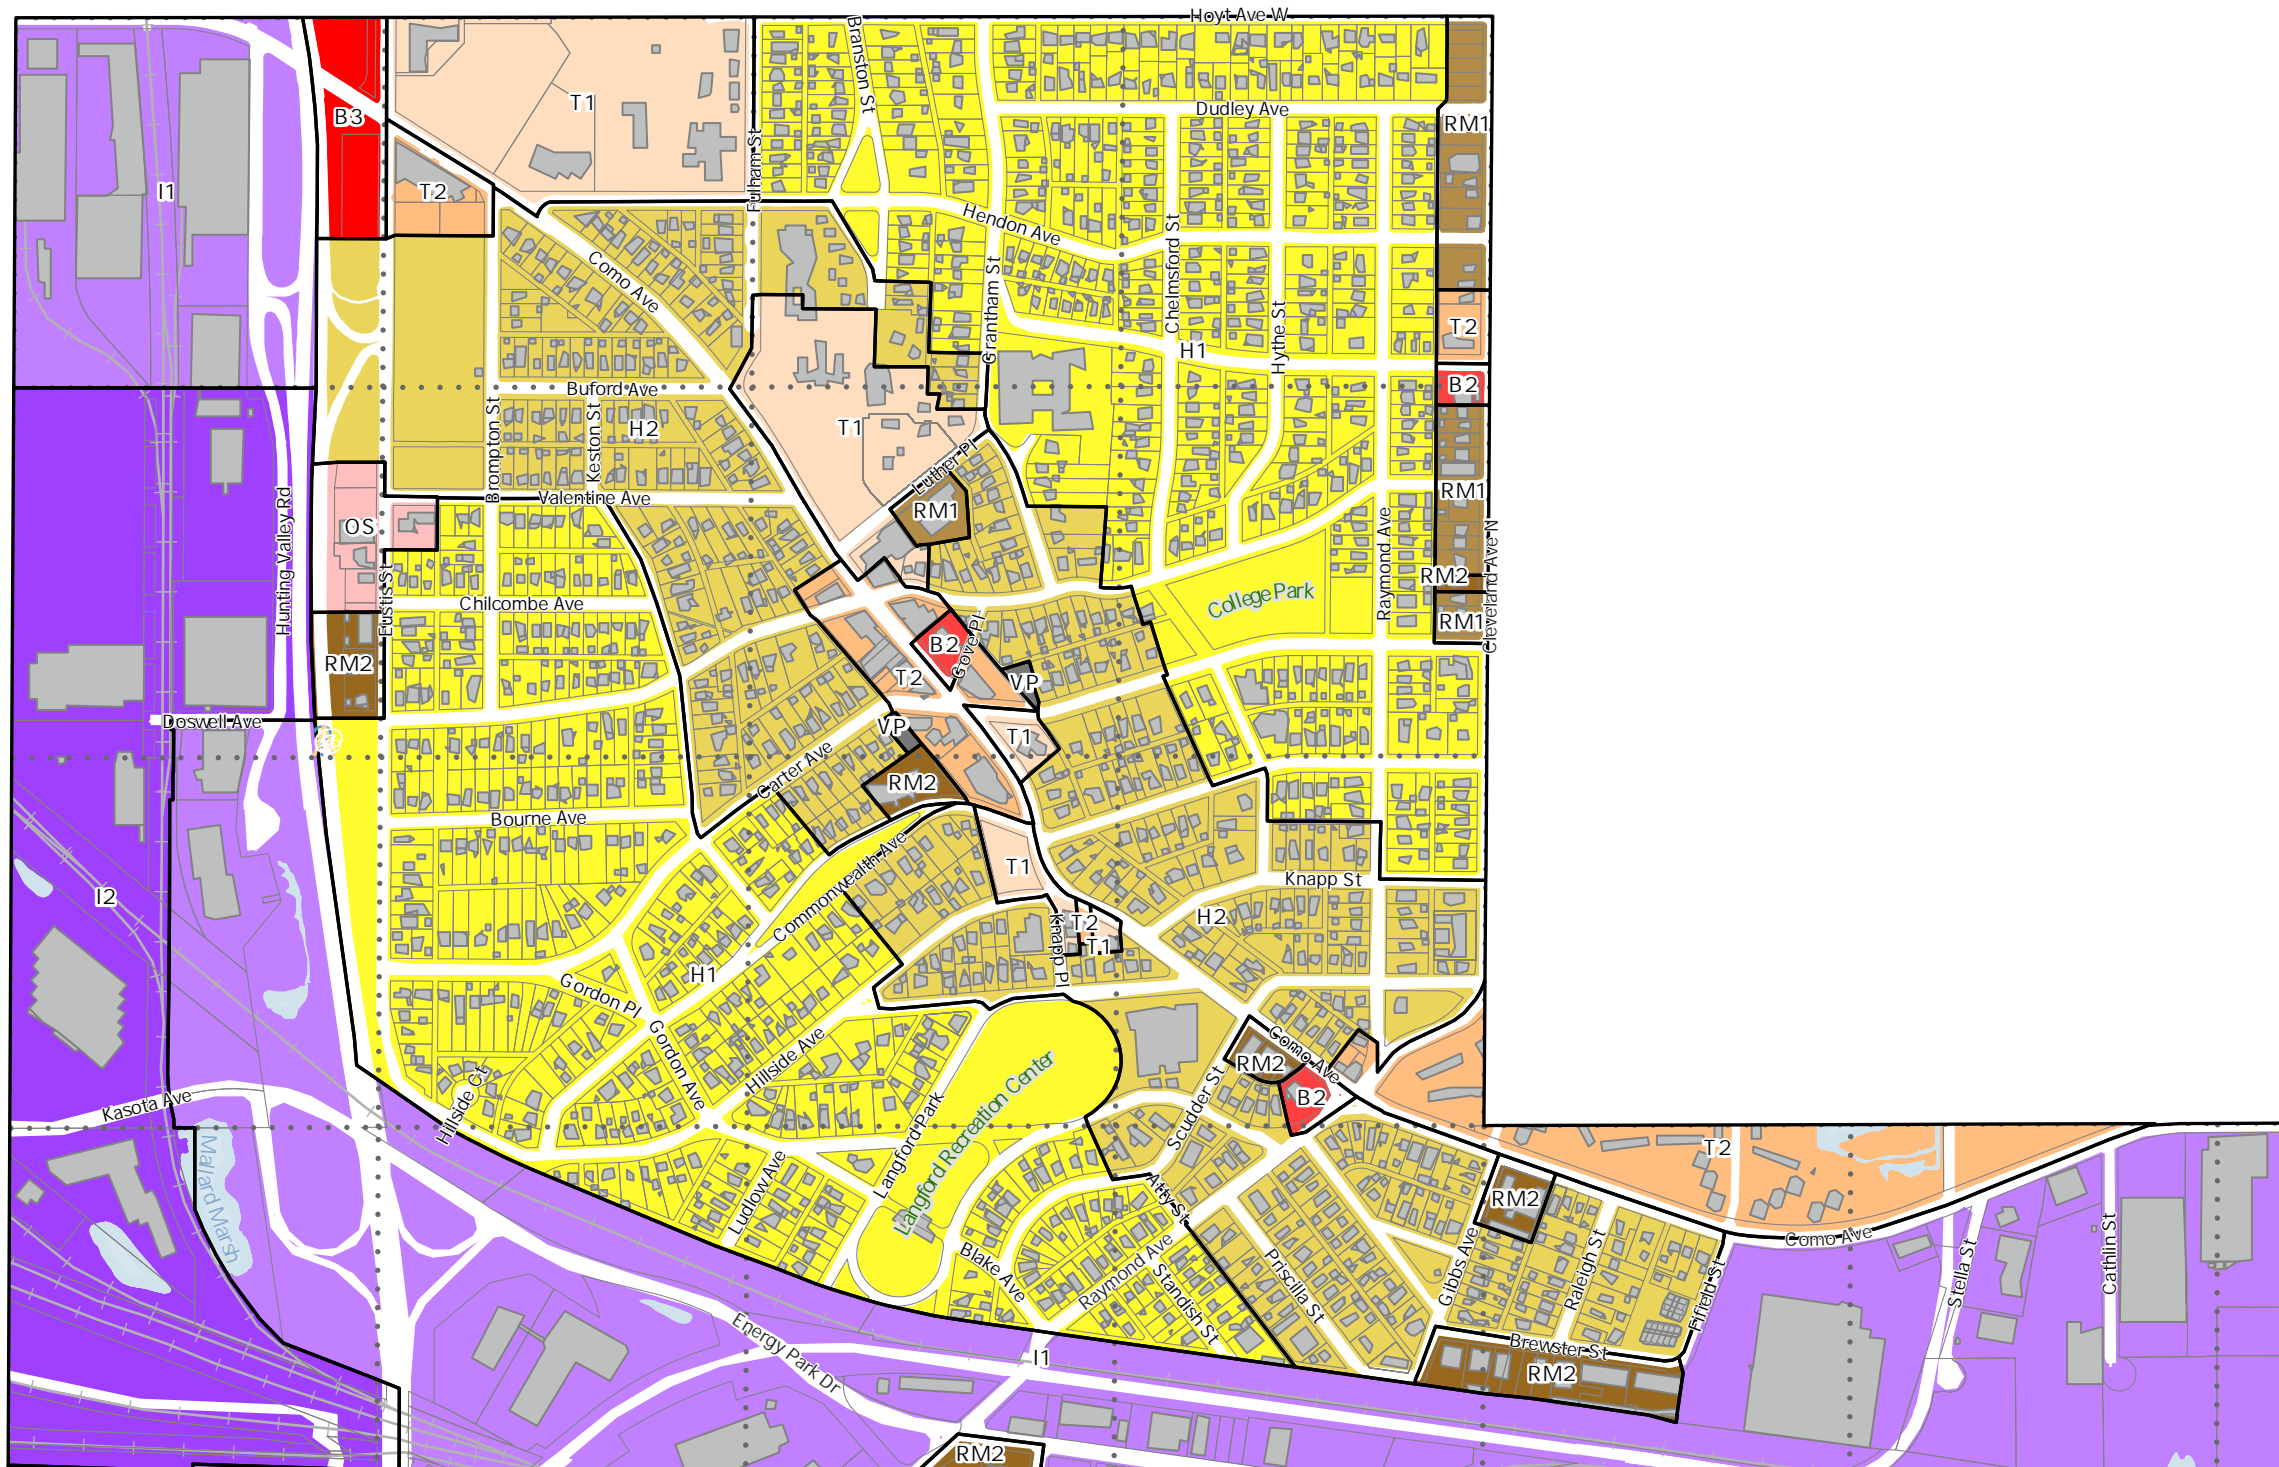 Hoyt Ave W
Branston St
B3
T1
Dudley Ave
RM1
Fulham St
I1
T2
Hendon Ave
Chelmsford St
Como Ave
Grantham St
Hythe St
T2
H1
B2
Buford Ave
Brompton St
Keston St
H2
T1
Luther Pl
Valentine Ave
RM1
RM1
Hunting Valley Rd
OS
Eustis St
Raymond Ave
Cleveland Ave N
RM2
College Park
Chilcombe Ave
RM1
B2
Gove Pl
RM2
T2
VP
Doswell Ave
VP
T1
Carter Ave
RM2
Bourne Ave
Commonwealth Ave
T1
Knapp St
I2
H2
T2
T1
Knapp Pl
H1
Gordon Pl
Gordon Ave
Hillside Ave
Como Ave
RM2
B2
Kasota Ave
Hillside Ct
Langford Park
Langford Recreation Center
Scudder St
T2
Mallard Marsh
Ludlow Ave
Atty St
RM2
Blake Ave
Raymond Ave
Standish St
Priscilla St
Gibbs Ave
Raleigh St
Fifield St
Como Ave
Stella St
Cathlin St
Energy Park Dr
I1
Brewster St
RM2
RM2